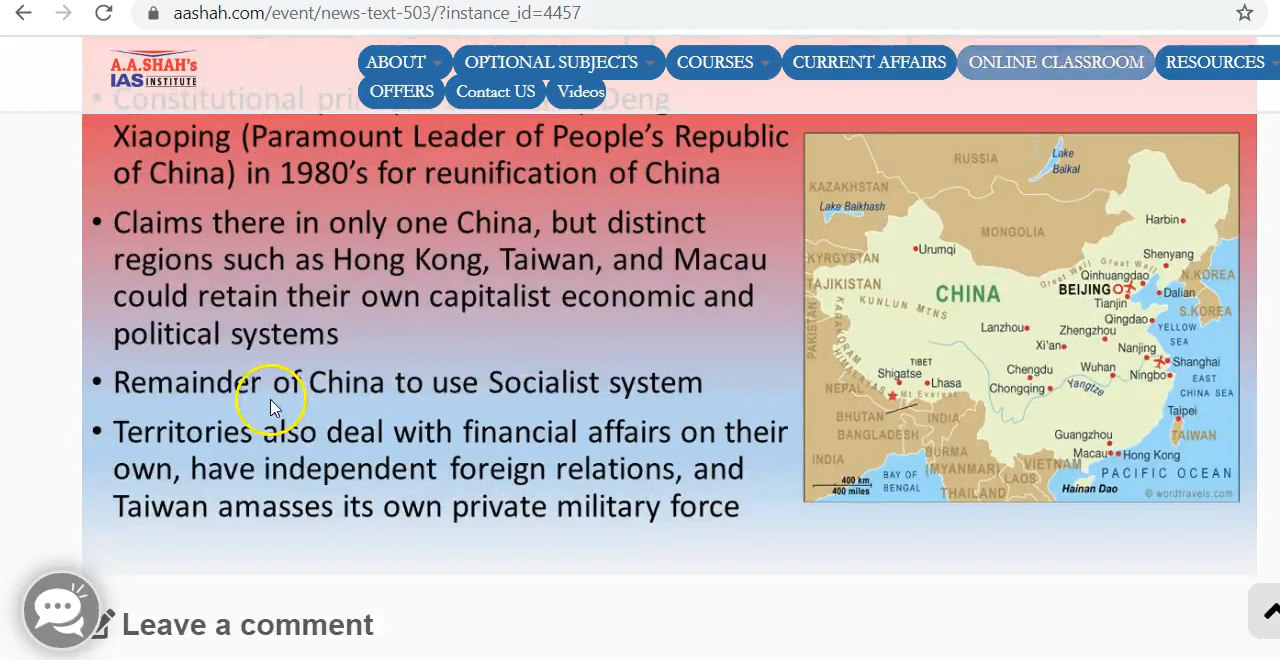 aashah.com/event/news-text-503/?instance_id=4457
A.A.SHAH's
IAS INSTITUTE
ABOUT
OPTIONAL SUBJECTS
COURSES
CURRENT AFFAIRS
ONLINE CLASSROOM
RESOURCES
OFFERS
Contact US
Videos
• Constitutional
Deng
Xiaoping (Paramount Leader of People's Republic
of China) in 1980's for reunification of China
• Claims there in only one China, but distinct
regions such as Hong Kong, Taiwan, and Macau
could retain their own capitalist economic and
political systems
• Remainder of China to use Socialist system
• Territories also deal with financial affairs on their
own, have independent foreign relations, and
Taiwan amasses its own private military force
RUSSIA
Lake
Baikal
KAZAKHSTAN
Lake Baikhash
MONGOLIA
Harbin
Urumqi
Shenyang
KYRGYSTAN
Great Wall
Great Wall
Qinhuangdao
N.KOREA
TAJIKISTAN
BEIJING
Dalian
CHINA
Tianjin
KUNLUN MTNS
S.KOREA
PAKISTAN
KARAKORAM
HIMALAYAS
Qingdao
YELLOW
SEA
Lanzhou
Zhengzhou
Xi'an
Nanjing
Shanghai
TIBET
Shigatse
Lhasa
Chengdu
Wuhan
Ningbo
EAST
CHINA SEA
Chongqing
Yangtze
NEPAL
Mt Everest
Taipei
BHUTAN
INDIA
BANGLADESH
Guangzhou
TAIWAN
BURMA
(MYANMAR)
Macau
Hong Kong
INDIA
VIETNAM
LAOS
PACIFIC OCEAN
BAY OF
BENGAL
400 km
400 miles
THAILAND
Hainan Dao
© wordtravels.com
Leave a comment